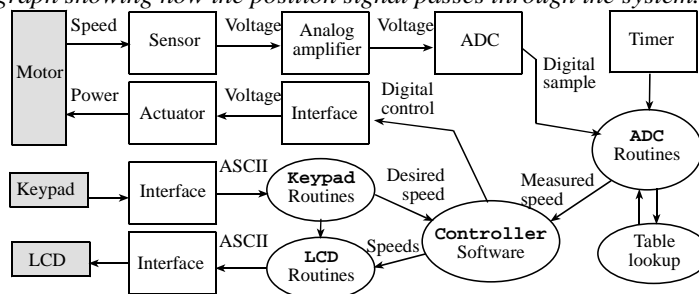 graph showing how the position signal passes through the system.
Speed
Voltage
Voltage
Motor
Sensor
Analog
amplifier
ADC
Timer
Power
Voltage
Digital
control
Digital
sample
Actuator
Interface
ADC
Routines
Keypad
Interface
ASCII
Keypad
Routines
Desired
speed
Measured
speed
Controller
Software
Table
lookup
LCD
Interface
ASCII
LCD
Routines
Speeds